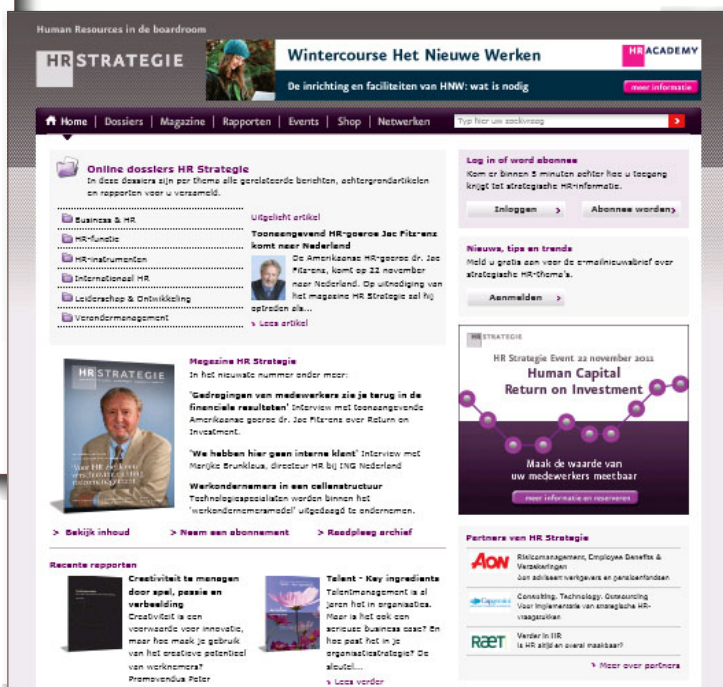 Human Resources in de boardroom
HR STRATEGIE
Wintercourse Het Nieuwe Werken
HR ACADEMY
De inrichting en faciliteiten van HNW: wat is nodig
meer informatie
Home | Dossiers | Magazine | Rapporten | Events | Shop | Netwerken
Typ hier uw zoekvraag
Online dossiers HR Strategie
In deze dossiers zijn per thema alle gerelateerde berichten, achtergrondartikelen
en rapporten voor u verzameld.
Business & HR
HR-functie
HR-instrumenten
Internationaal HR
Leiderschap & Ontwikkeling
Verandermanagement
Uitgelicht artikel
Toonaangevend HR-goeroe Jac Fitz-enz
komt naar Nederland
De Amerikaanse HR-goeroe dr. Jac
Fitz-enz, komt op 22 november
naar Nederland. Op uitnodiging van
het magazine HR Strategie zal hij
optreden als...
> Lees artikel
Log in of word abonnee
Kom er binnen 5 minuten achter hoe u toegang
krijgt tot strategische HR-informatie.
Inloggen >
Abonnee worden >
Nieuws, tips en trends
Meld u gratis aan voor de e-mailnieuwsbrief over
strategische HR-thema's.
Aanmelden >
HR STRATEGIE
HR Strategie Event 22 november 2011
Human Capital
Return on Investment
Maak de waarde van
uw medewerkers meetbaar
meer informatie en reserveren
HR STRATEGIE
Magazine HR Strategie
In het nieuwste nummer onder meer:
'Gedragingen van medewerkers zie je terug in de
financiele resultaten' Interview met toonaangevende
Amerikaanse goeroe dr. Jac Fitz-enz over Return on
Investment.
'We hebben hier geen interne klant' Interview met
Marijke Brunklaus, directeur HR bij ING Nederland
Werkondernemers in een cellenstructuur
Technologiespecialisten worden binnen het
'werkondernemersmodel' uitgedaagd te ondernemen.
> Bekijk inhoud
> Neem een abonnement
> Raadpleeg archief
Recente rapporten
Creativiteit te managen
door spel, passie en
verbeelding
Creativiteit is een
voorwaarde voor innovatie,
maar hoe maak je gebruik
van het creatieve potentieel
van werknemers?
Promovendus Peter
Talent - Key ingredients
Talentmanagement is al
jaren hot in organisaties.
Maar is het ook een
serieuze business case? En
hoe past het in je
organisatiestrategie? De
sleutel...
> Lees verder
Partners van HR Strategie
AON
Risicomanagement, Employee Benefits &
Verzekeringen
Aon adviseert werkgevers en pensioenfondsen
Capgemini
Consulting. Technology. Outsourcing
Voor implementatie van strategische HR-
vraagstukken
RAET
Verder in HR
Is HR altijd en overal maakbaar?
> Meer over partners